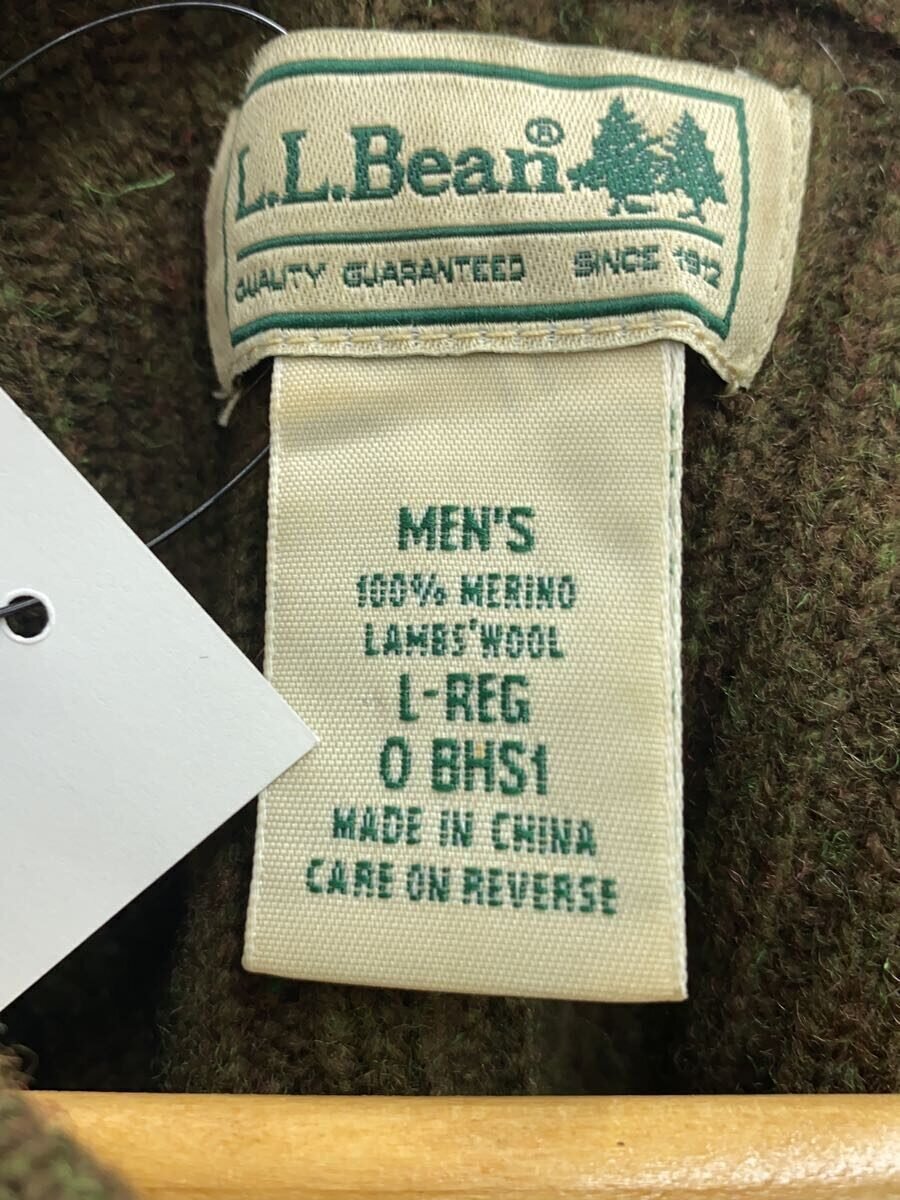 L.L.Bean®
QUALITY GUARANTEED SINCE 1912
MEN'S
100% MERINO
LAMBS' WOOL
L-REG
0 BHS1
MADE IN CHINA
CARE ON REVERSE